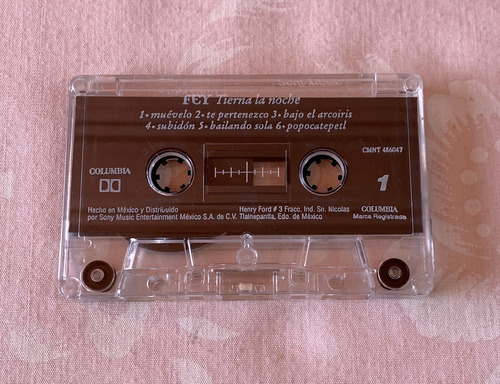 FEY Tierna la noche
1• muévelo 2• te pertenezco 3• bajo el arcoiris
4• subidón 5• bailando sola 6• popocatepetl
CMNT 486047
COLUMBIA
1
Hecho en México y Distribuido
por Sony Music Entertainment México S.A. de C.V.
Henry Ford # 3 Fracc. Ind. Sn. Nicolas
Tlalnepantla, Edo. de México
COLUMBIA
Marca Registrada